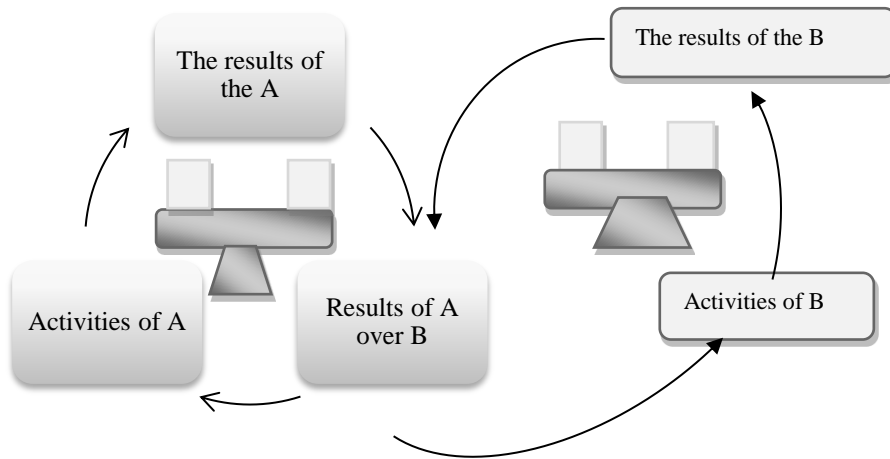 The results of
the A
The results of the B
Activities of A
Results of A
over B
Activities of B